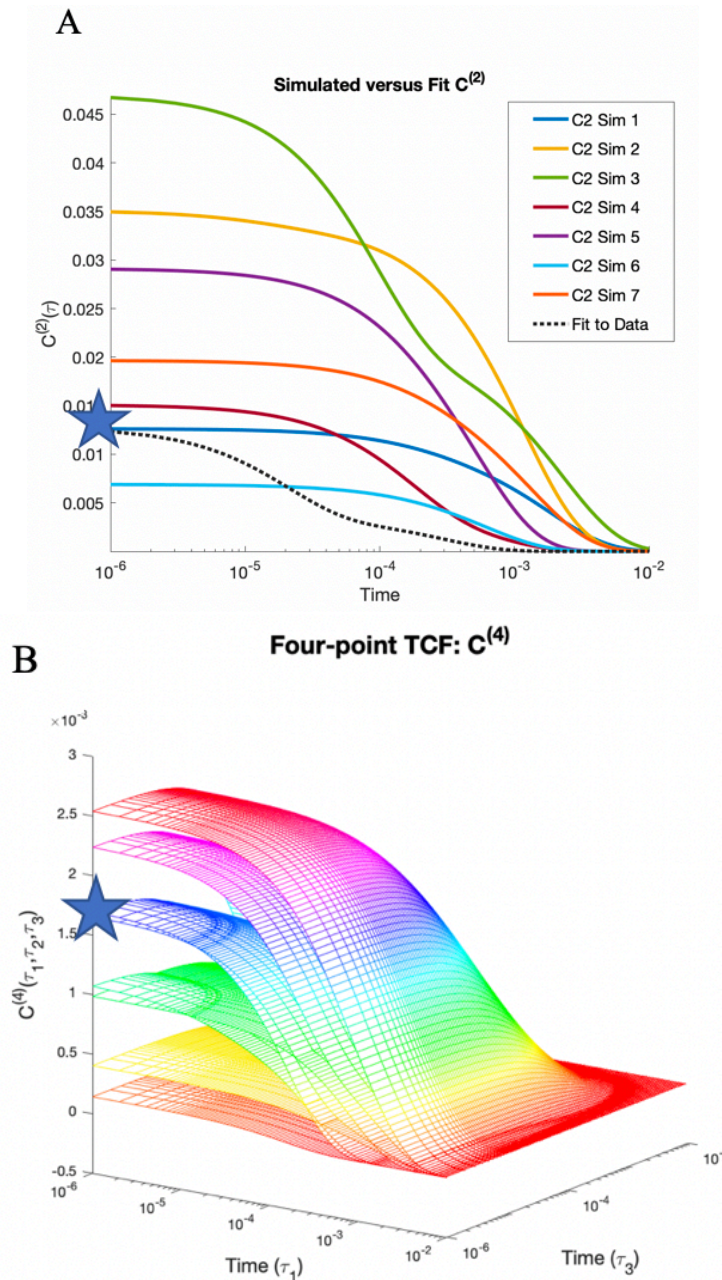 A
Simulated versus Fit C(2)
C2 Sim 1
C2 Sim 2
C2 Sim 3
C2 Sim 4
C2 Sim 5
C2 Sim 6
C2 Sim 7
Fit to Data
C(2)(τ)
0.045
0.04
0.035
0.03
0.025
0.02
0.01
0.005
10-6
10-5
10-4
10-3
10-2
Time
Four-point TCF: C(4)
B
×10-3
C(4)(τ1,τ2,τ3)
3
2.5
2
1.5
1
0.5
0
-0.5
10-6
10-5
10-4
10-3
10-2
10-6
10-4
Time (τ1)
Time (τ3)